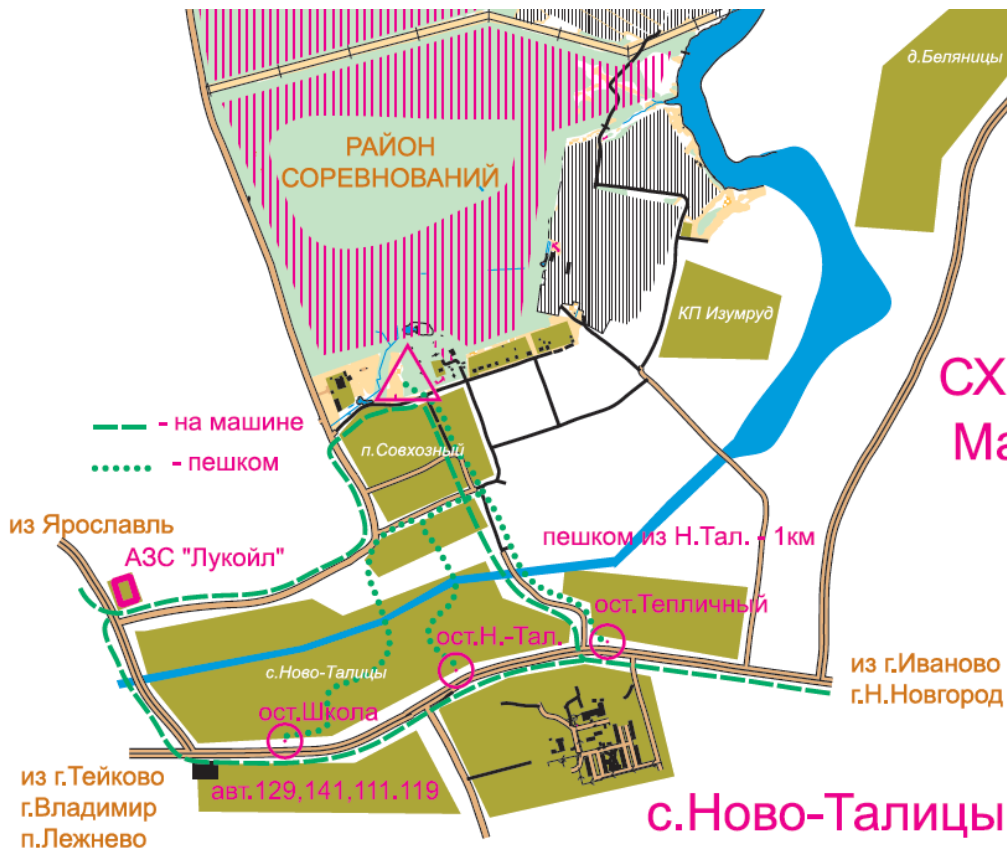 д.Беляницы
РАЙОН
СОРЕВНОВАНИЙ
КП Изумруд
СХ
Ма
- на машине
- пешком
п.Совхозный
из Ярославль
АЗС "Лукойл"
пешком из Н.Тал. - 1км
ост.Тепличный
ост.Н.-Тал.
с.Ново-Талицы
ост.Школа
из г.Иваново
г.Н.Новгород
из г.Тейково
г.Владимир
п.Лежнево
авт.129,141,111.119
с.Ново-Талицы